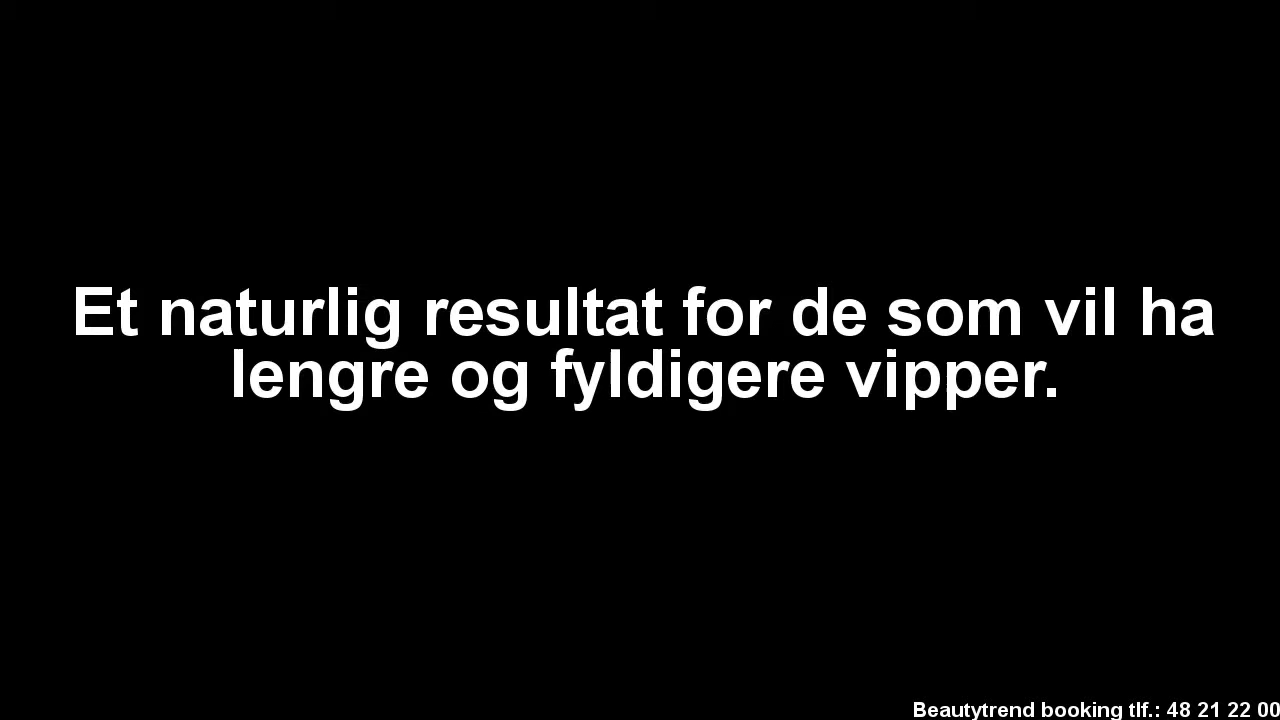 Et naturlig resultat for de som vil ha
lengre og fyldigere vipper.
Beautytrend booking tlf.: 48 21 22 00